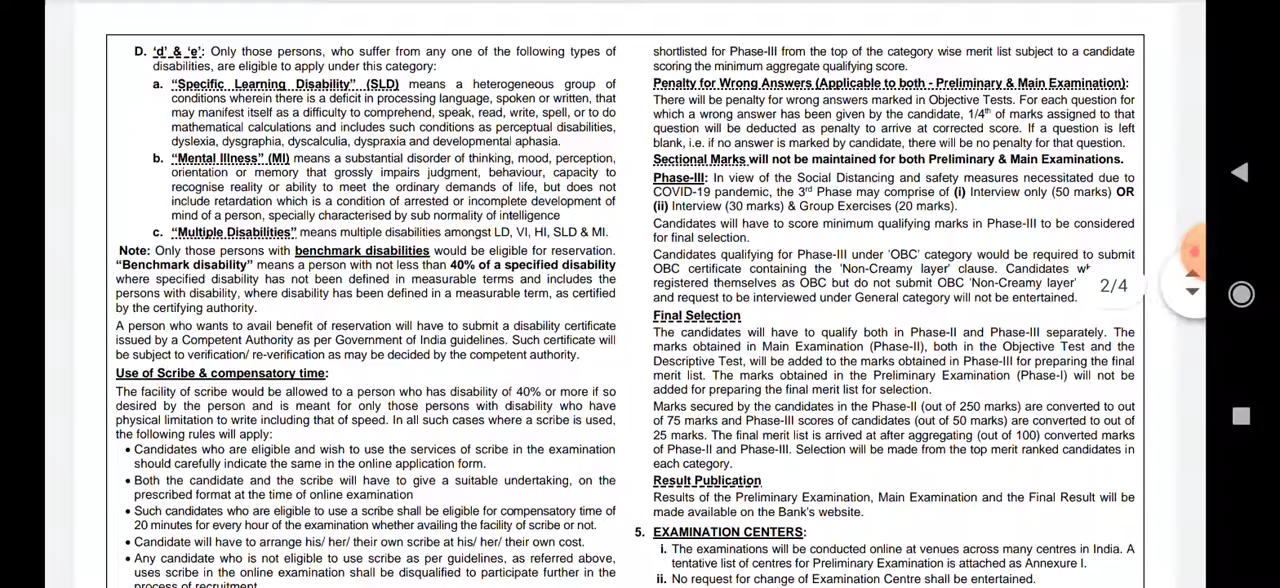 D. 'd' & 'e': Only those persons, who suffer from any one of the following types of
disabilities, are eligible to apply under this category:
a. "Specific Learning Disability" (SLD) means a heterogeneous group of
conditions wherein there is a deficit in processing language, spoken or written, that
may manifest itself as a difficulty to comprehend, speak, read, write, spell, or to do
mathematical calculations and includes such conditions as perceptual disabilities,
dyslexia, dysgraphia, dyscalculia, dyspraxia and developmental aphasia.
b. "Mental Illness" (MI) means a substantial disorder of thinking, mood, perception,
orientation or memory that grossly impairs judgment, behaviour, capacity to
recognise reality or ability to meet the ordinary demands of life, but does not
include retardation which is a condition of arrested or incomplete development of
mind of a person, specially characterised by sub normality of intelligence
c. "Multiple Disabilities" means multiple disabilities amongst LD, VI, HI, SLD & MI.
Note: Only those persons with benchmark disabilities would be eligible for reservation.
"Benchmark disability" means a person with not less than 40% of a specified disability
where specified disability has not been defined in measurable terms and includes the
persons with disability, where disability has been defined in a measurable term, as certified
by the certifying authority.
A person who wants to avail benefit of reservation will have to submit a disability certificate
issued by a Competent Authority as per Government of India guidelines. Such certificate will
be subject to verification/ re-verification as may be decided by the competent authority.
Use of Scribe & compensatory time:
The facility of scribe would be allowed to a person who has disability of 40% or more if so
desired by the person and is meant for only those persons with disability who have
physical limitation to write including that of speed. In all such cases where a scribe is used,
the following rules will apply:
• Candidates who are eligible and wish to use the services of scribe in the examination
should carefully indicate the same in the online application form.
• Both the candidate and the scribe will have to give a suitable undertaking, on the
prescribed format at the time of online examination
• Such candidates who are eligible to use a scribe shall be eligible for compensatory time of
20 minutes for every hour of the examination whether availing the facility of scribe or not.
• Candidate will have to arrange his/ her/ their own scribe at his/ her/ their own cost.
• Any candidate who is not eligible to use scribe as per guidelines, as referred above,
uses scribe in the online examination shall be disqualified to participate further in the
process of recruitment
shortlisted for Phase-III from the top of the category wise merit list subject to a candidate
scoring the minimum aggregate qualifying score.
Penalty for Wrong Answers (Applicable to both - Preliminary & Main Examination):
There will be penalty for wrong answers marked in Objective Tests. For each question for
which a wrong answer has been given by the candidate, 1/4th of marks assigned to that
question will be deducted as penalty to arrive at corrected score. If a question is left
blank, i.e. if no answer is marked by candidate, there will be no penalty for that question.
Sectional Marks will not be maintained for both Preliminary & Main Examinations.
Phase-III: In view of the Social Distancing and safety measures necessitated due to
COVID-19 pandemic, the 3rd Phase may comprise of (i) Interview only (50 marks) OR
(ii) Interview (30 marks) & Group Exercises (20 marks).
Candidates will have to score minimum qualifying marks in Phase-III to be considered
for final selection.
Candidates qualifying for Phase-III under 'OBC' category would be required to submit
OBC certificate containing the 'Non-Creamy layer' clause. Candidates
registered themselves as OBC but do not submit OBC 'Non-Creamy layer'
and request to be interviewed under General category will not be entertained.
2/4
Final Selection
The candidates will have to qualify both in Phase-II and Phase-III separately. The
marks obtained in Main Examination (Phase-II), both in the Objective Test and the
Descriptive Test, will be added to the marks obtained in Phase-III for preparing the final
merit list. The marks obtained in the Preliminary Examination (Phase-I) will not be
added for preparing the final merit list for selection.
Marks secured by the candidates in the Phase-II (out of 250 marks) are converted to out
of 75 marks and Phase-III scores of candidates (out of 50 marks) are converted to out of
25 marks. The final merit list is arrived at after aggregating (out of 100) converted marks
of Phase-II and Phase-III. Selection will be made from the top merit ranked candidates in
each category.
Result Publication
Results of the Preliminary Examination, Main Examination and the Final Result will be
made available on the Bank's website.
5. EXAMINATION CENTERS:
i. The examinations will be conducted online at venues across many centres in India. A
tentative list of centres for Preliminary Examination is attached as Annexure I.
ii. No request for change of Examination Centre shall be entertained.